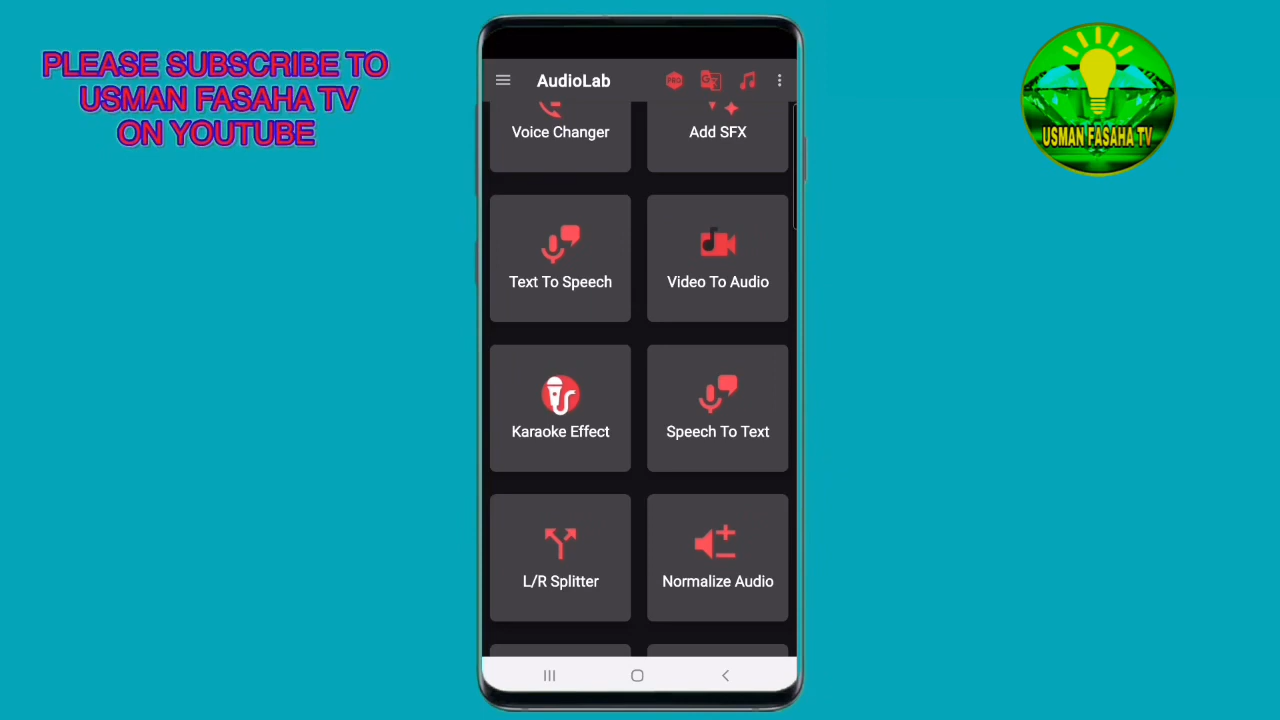 PLEASE SUBSCRIBE TO
USMAN FASAHA TV
ON YOUTUBE
AudioLab
PRO
G
Voice Changer
Add SFX
Text To Speech
Video To Audio
Karaoke Effect
Speech To Text
L/R Splitter
Normalize Audio
USMAN FASAHA TV